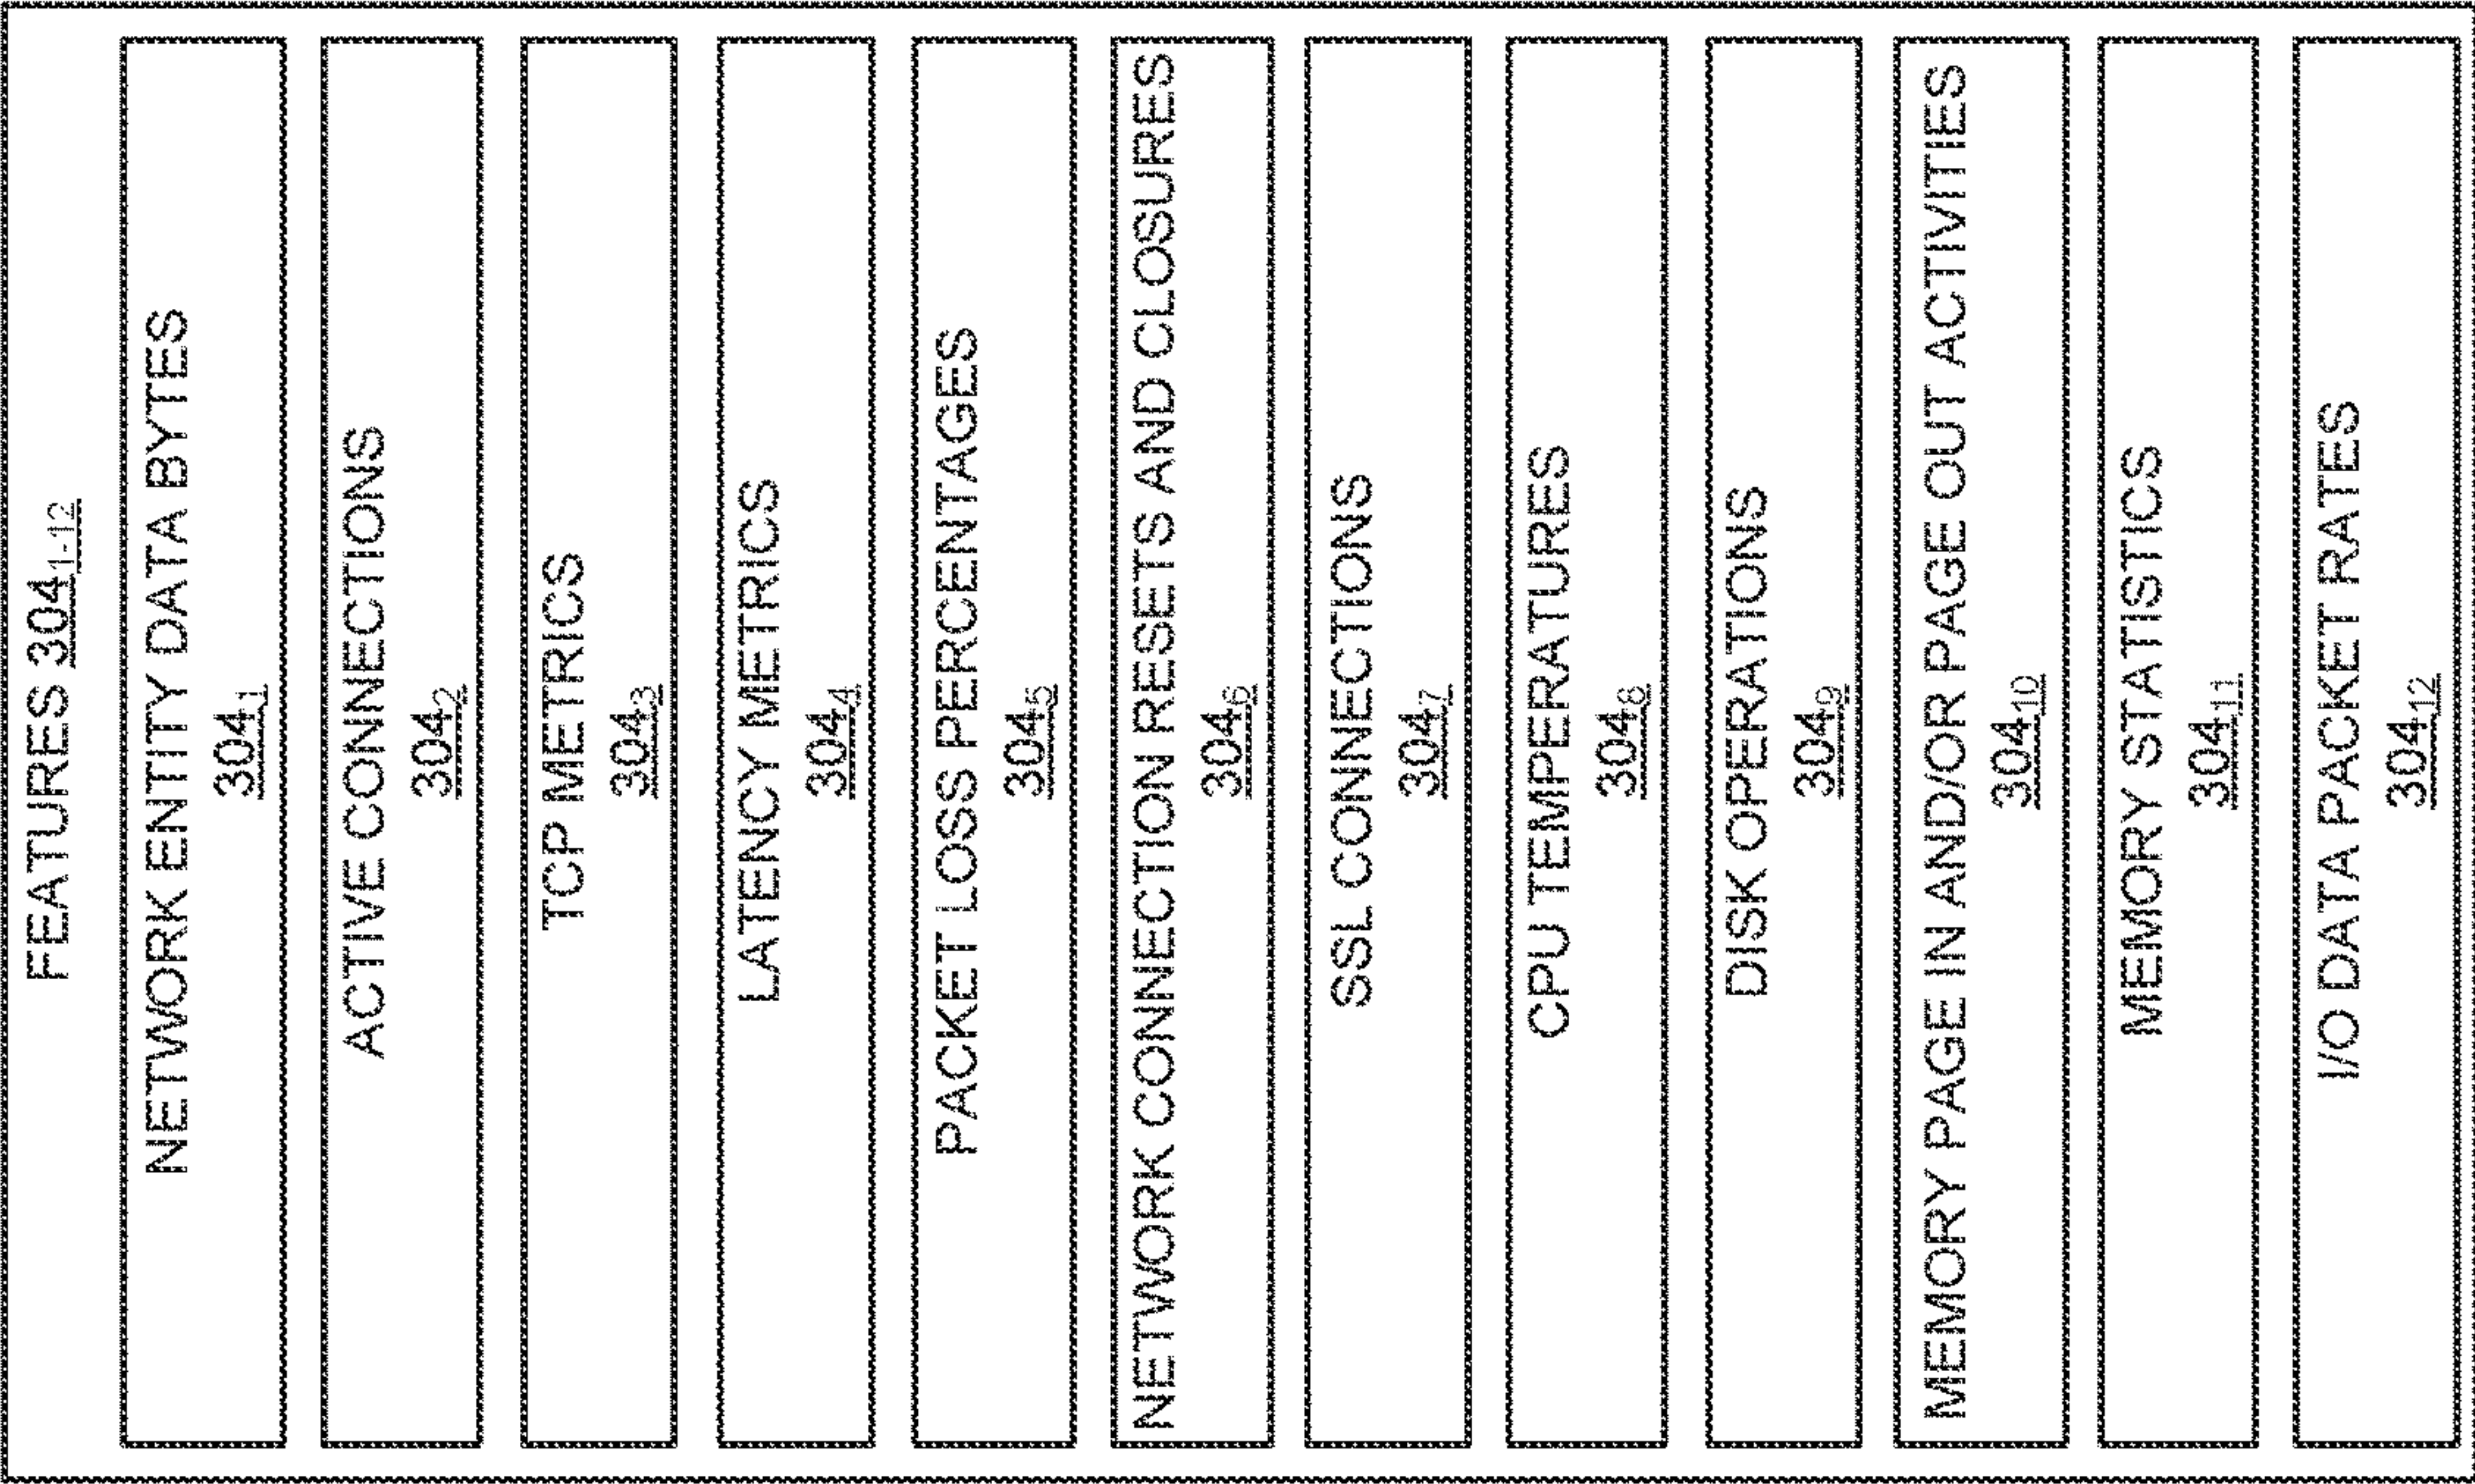 FEATURES 304₁₋₁₂
NETWORK ENTITY DATA BYTES
304₁
ACTIVE CONNECTIONS
304₂
TCP METRICS
304₃
LATENCY METRICS
304₄
PACKET LOSS PERCENTAGES
304₅
NETWORK CONNECTION RESETS AND CLOSURES
304₆
SSL CONNECTIONS
304₇
CPU TEMPERATURES
304₈
DISK OPERATIONS
304₉
MEMORY PAGE IN AND/OR PAGE OUT ACTIVITIES
304₁₀
MEMORY STATISTICS
304₁₁
I/O DATA PACKET RATES
304₁₂